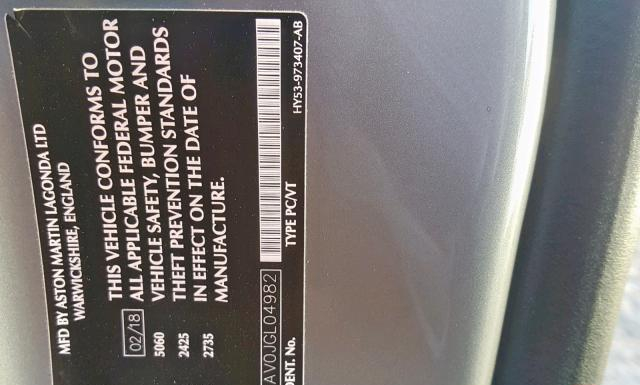 MFD BY ASTON MARTIN LAGONDA LTD
WARWICKSHIRE, ENGLAND
THIS VEHICLE CONFORMS TO
ALL APPLICABLE FEDERAL MOTOR
VEHICLE SAFETY, BUMPER AND
THEFT PREVENTION STANDARDS
IN EFFECT ON THE DATE OF
MANUFACTURE.
02/18
5060
2425
2735
DENT. No. AV0JGL04982
TYPE PC/VT
HY53-973407-AB